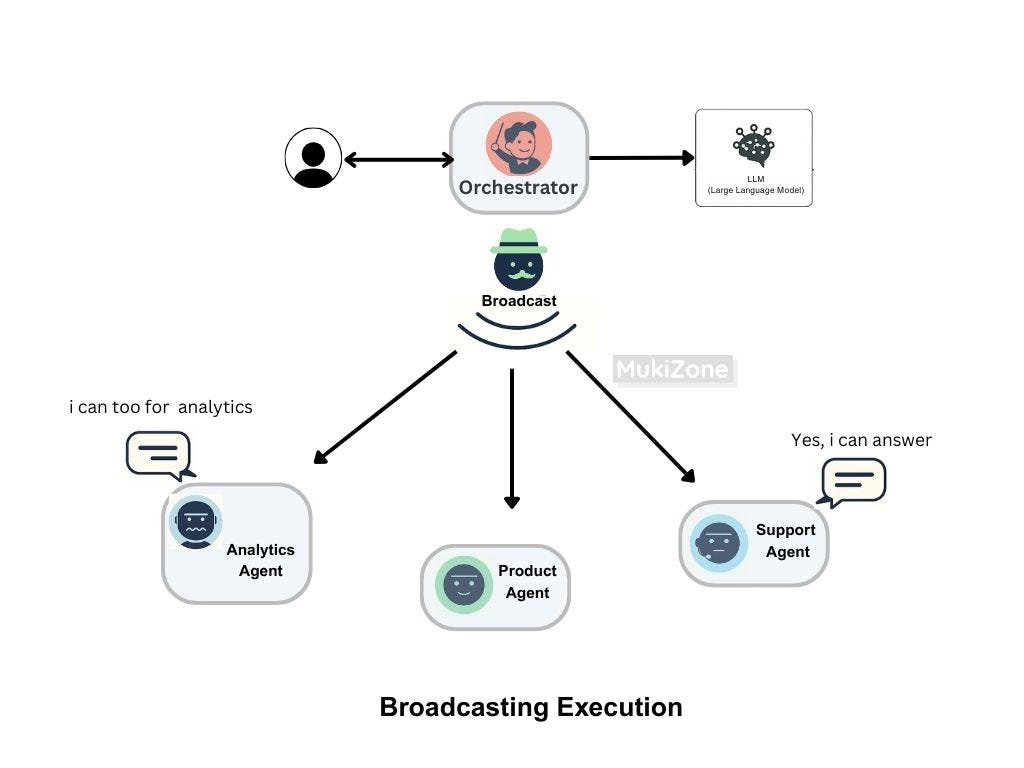 Orchestrator
LLM
(Large Language Model)
Broadcast
MukiZone
i can too for analytics
Yes, i can answer
Analytics
Agent
Product
Agent
Support
Agent
Broadcasting Execution